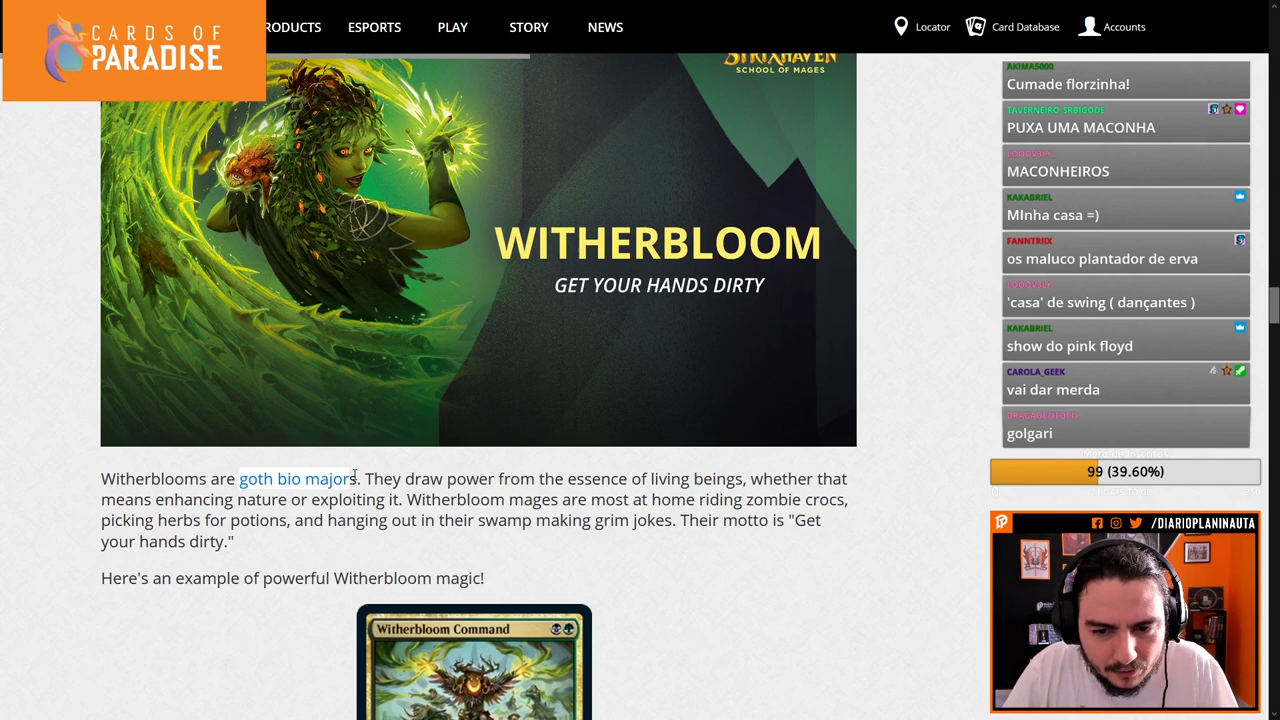 CARDS OF
PARADISE
RODUCTS
ESPORTS
PLAY
STORY
NEWS
Locator
Card Database
Accounts
STRIXHAVEN
SCHOOL OF MAGES
WITHERBLOOM
GET YOUR HANDS DIRTY
Witherblooms are goth bio majors. They draw power from the essence of living beings, whether that
means enhancing nature or exploiting it. Witherbloom mages are most at home riding zombie crocs,
picking herbs for potions, and hanging out in their swamp making grim jokes. Their motto is "Get
your hands dirty."
Here's an example of powerful Witherbloom magic!
Witherbloom Command
AKIMA5000
Cumade florzinha!
TAVERNEIRO_SRBIGODE
PUXA UMA MACONHA
MACONHEIROS
KAKABRIEL
MInha casa =)
FANNTRIIX
os maluco plantador de erva
'casa' de swing ( dançantes )
KAKABRIEL
show do pink floyd
CAROLA_GEEK
vai dar merda
golgari
99 (39.60%)
/DIARIOPLANINAUTA